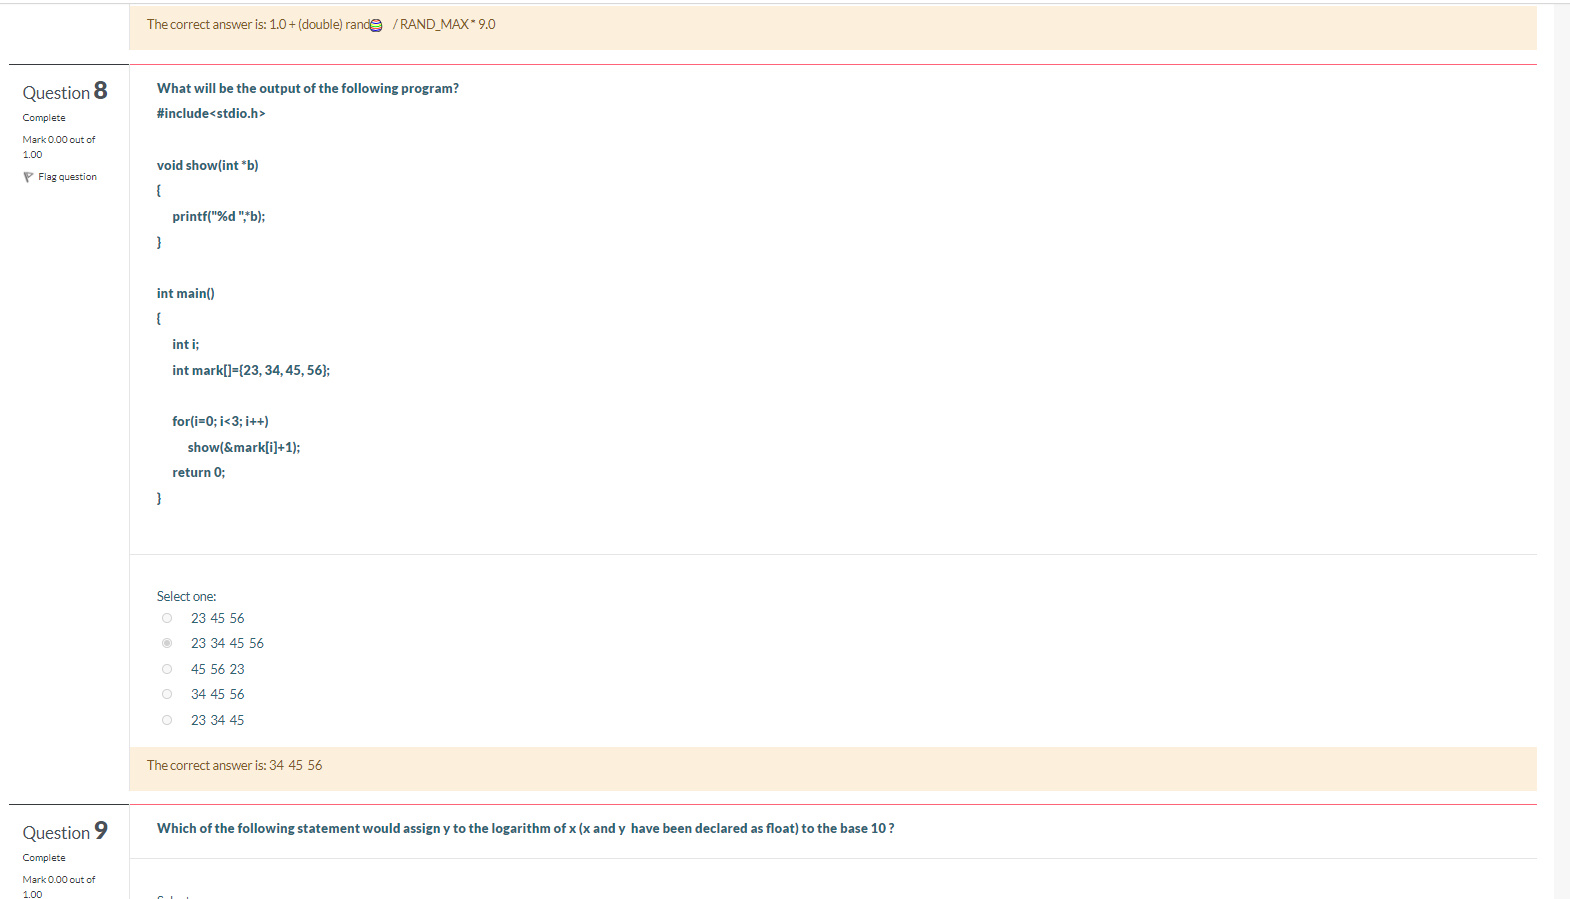 The correct answer is: 1.0 + (double) rand / RAND_MAX * 9.0
Question 8
Complete
Mark 0.00 out of
1.00
Flag question
What will be the output of the following program?
#include<stdio.h>
void show(int *b)
{
printf("%d ",*b);
}
int main()
{
int i;
int mark[]={23, 34, 45, 56};
for(i=0; i<3; i++)
show(&mark[i]+1);
return 0;
}
Select one:
23 45 56
23 34 45 56
45 56 23
34 45 56
23 34 45
The correct answer is: 34 45 56
Question 9
Complete
Mark 0.00 out of
1.00
Which of the following statement would assign y to the logarithm of x (x and y have been declared as float) to the base 10 ?